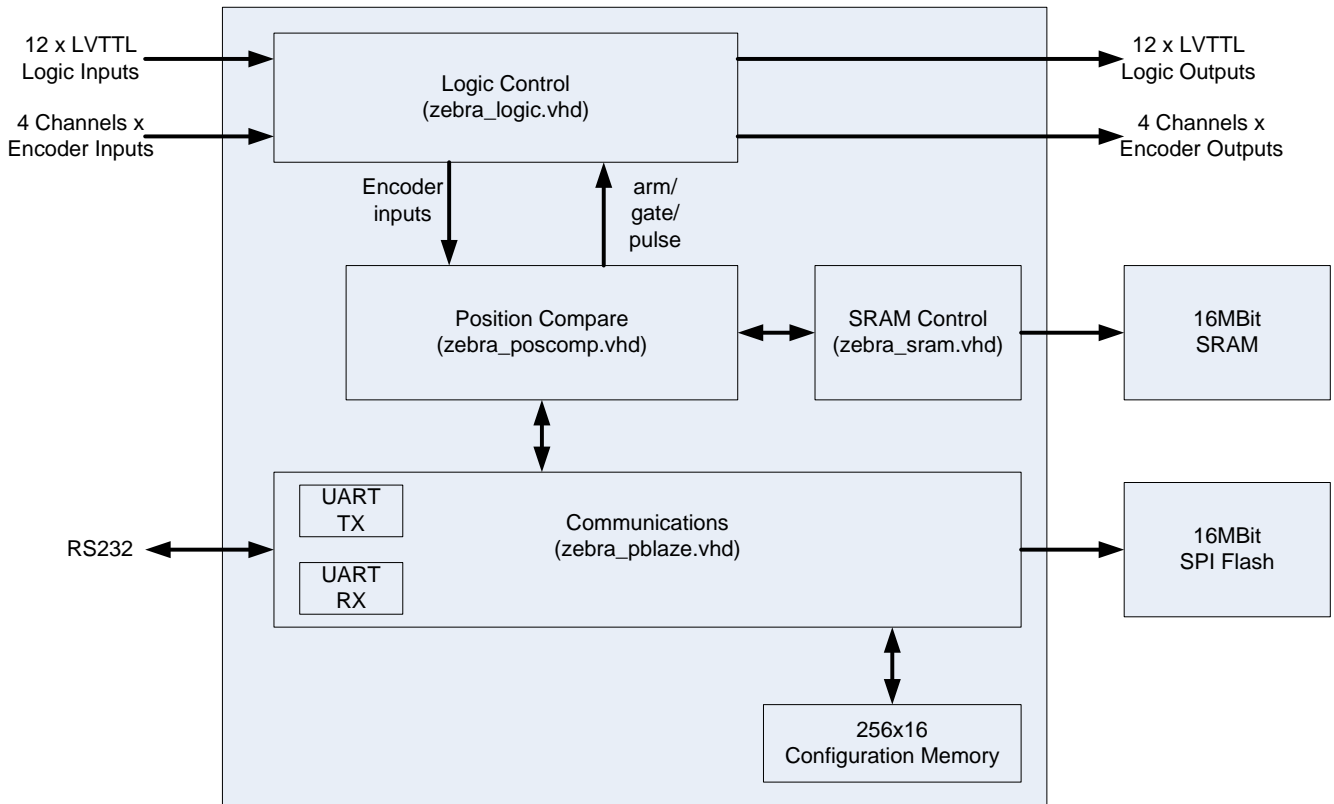 12 x LVTTL
Logic Inputs
4 Channels x
Encoder Inputs
Logic Control
(zebra_logic.vhd)
12 x LVTTL
Logic Outputs
4 Channels x
Encoder Outputs
Encoder
inputs
arm/
gate/
pulse
Position Compare
(zebra_poscomp.vhd)
SRAM Control
(zebra_sram.vhd)
16MBit
SRAM
RS232
UART
TX
UART
RX
Communications
(zebra_pblaze.vhd)
16MBit
SPI Flash
256x16
Configuration Memory